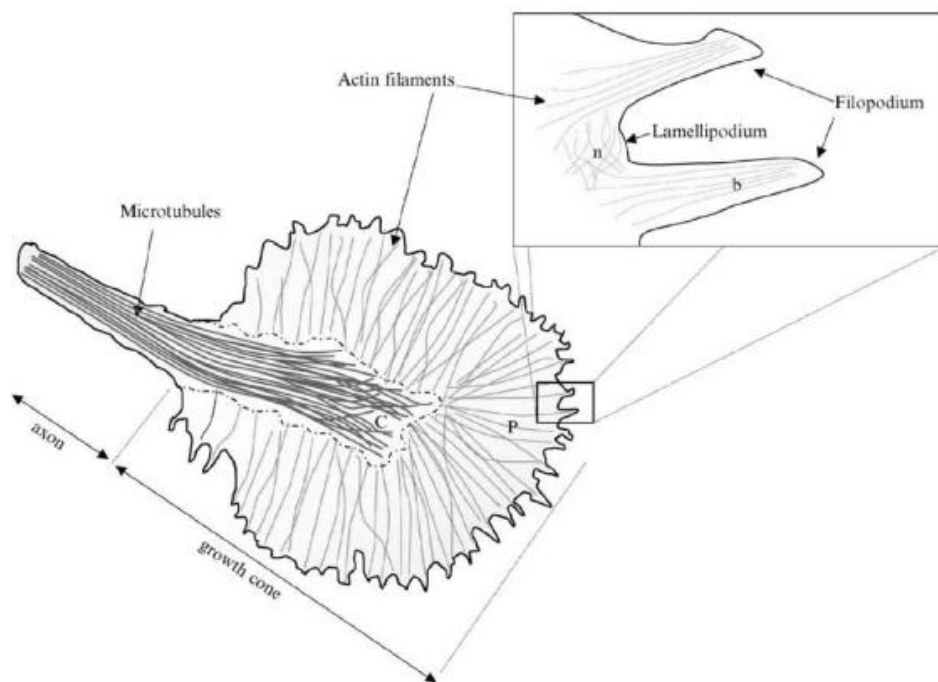 Actin filaments
Filopodium
Lamellipodium
n
b
Microtubules
C
P
axon
growth cone